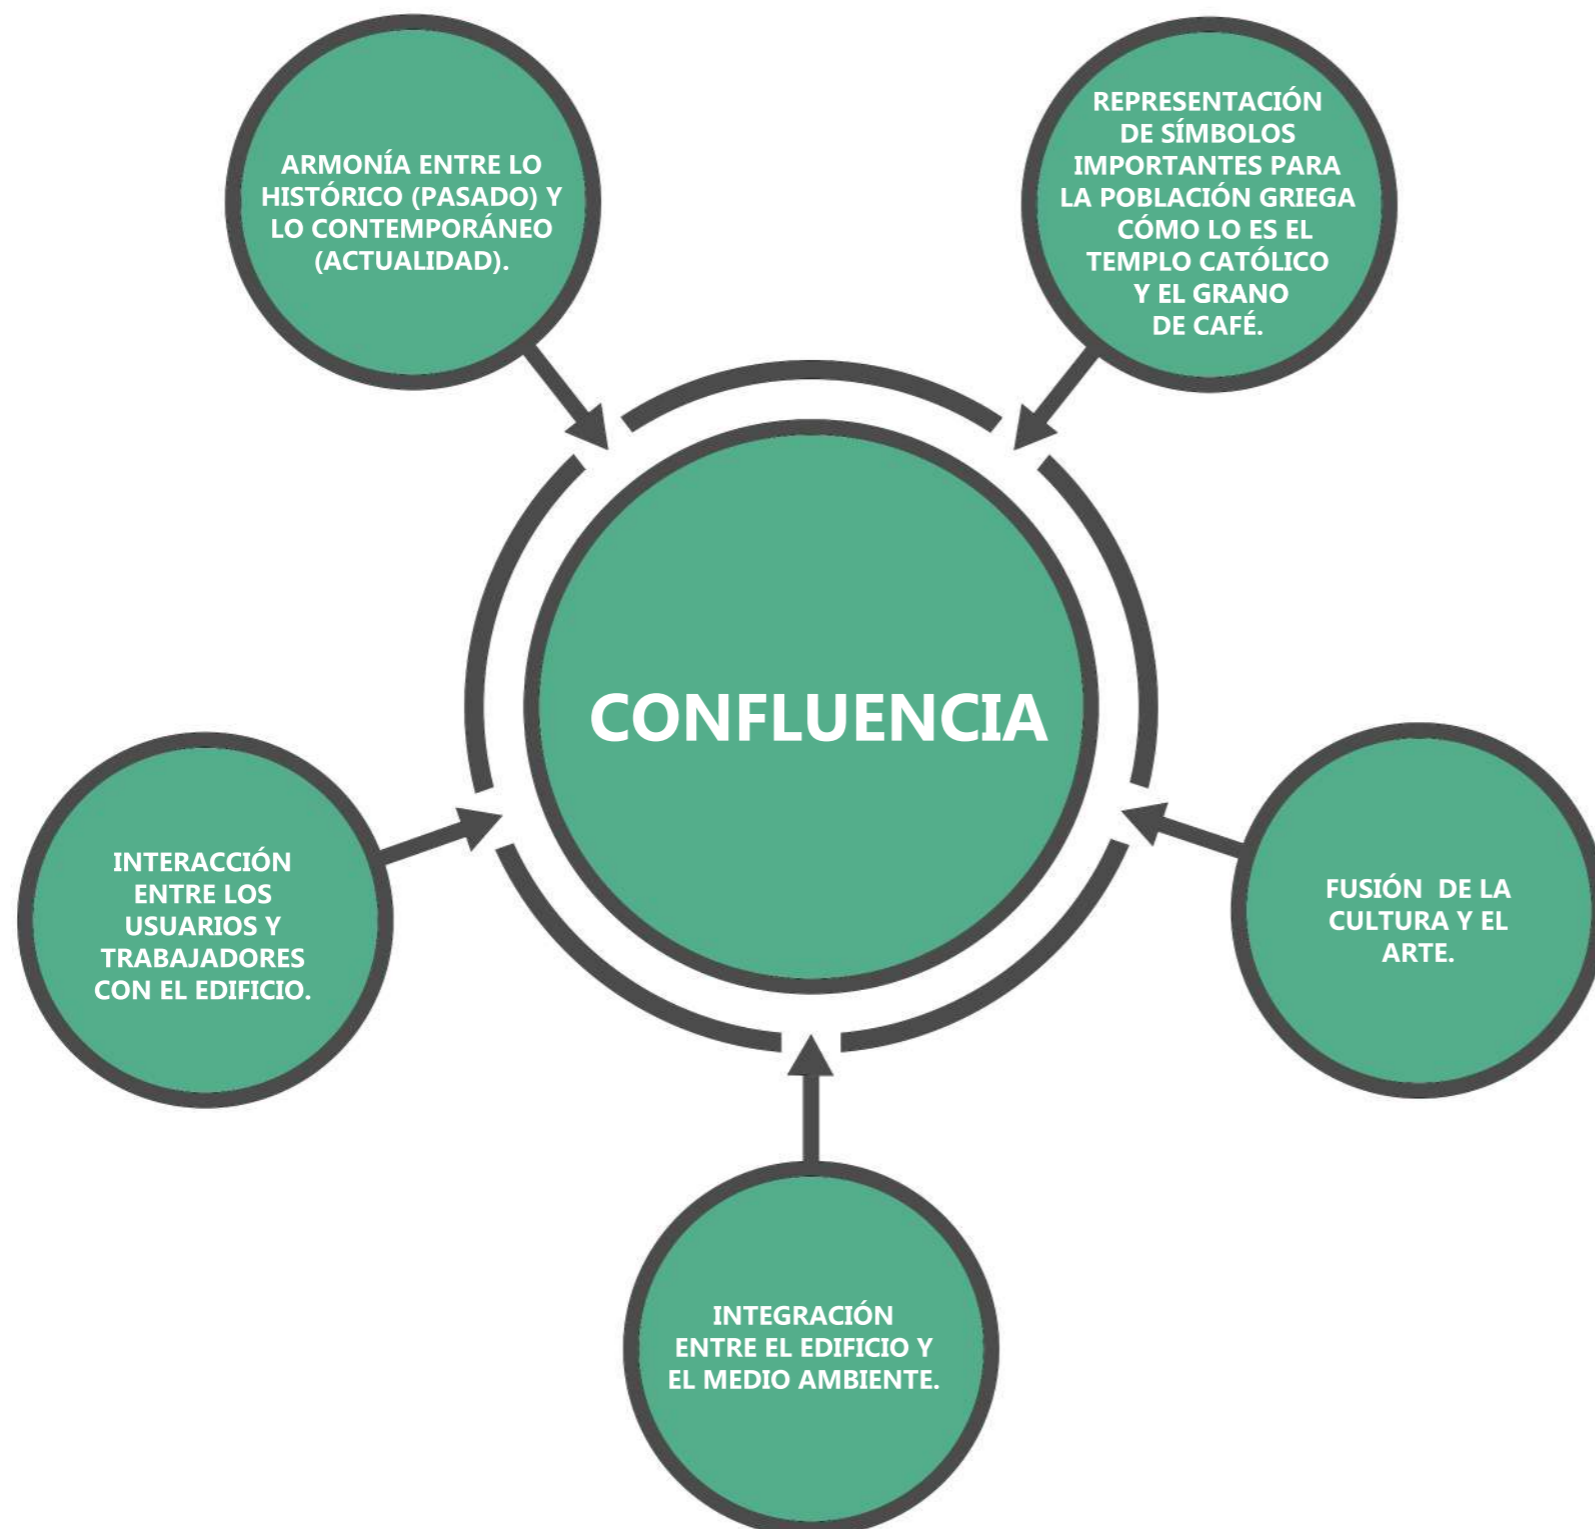 ARMONÍA ENTRE LO
HISTÓRICO (PASADO) Y
LO CONTEMPORÁNEO
(ACTUALIDAD).
REPRESENTACIÓN
DE SÍMBOLOS
IMPORTANTES PARA
LA POBLACIÓN GRIEGA
CÓMO LO ES EL
TEMPLO CATÓLICO
Y EL GRANO
DE CAFÉ.
CONFLUENCIA
INTERACCIÓN
ENTRE LOS
USUARIOS Y
TRABAJADORES
CON EL EDIFICIO.
FUSIÓN DE LA
CULTURA Y EL
ARTE.
INTEGRACIÓN
ENTRE EL EDIFICIO Y
EL MEDIO AMBIENTE.